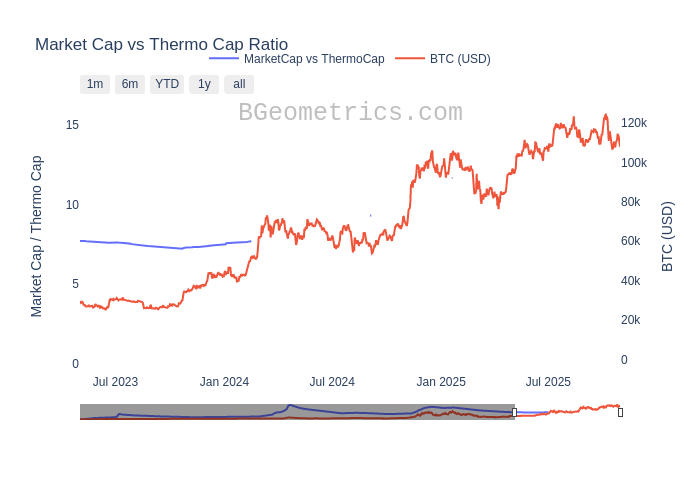 Market Cap vs Thermo Cap Ratio
MarketCap vs ThermoCap
BTC (USD)
1m
6m
YTD
1y
all
BGeometrics.com
Market Cap / Thermo Cap
15
10
5
0
120k
100k
80k
60k
40k
20k
0
BTC (USD)
Jul 2023
Jan 2024
Jul 2024
Jan 2025
Jul 2025